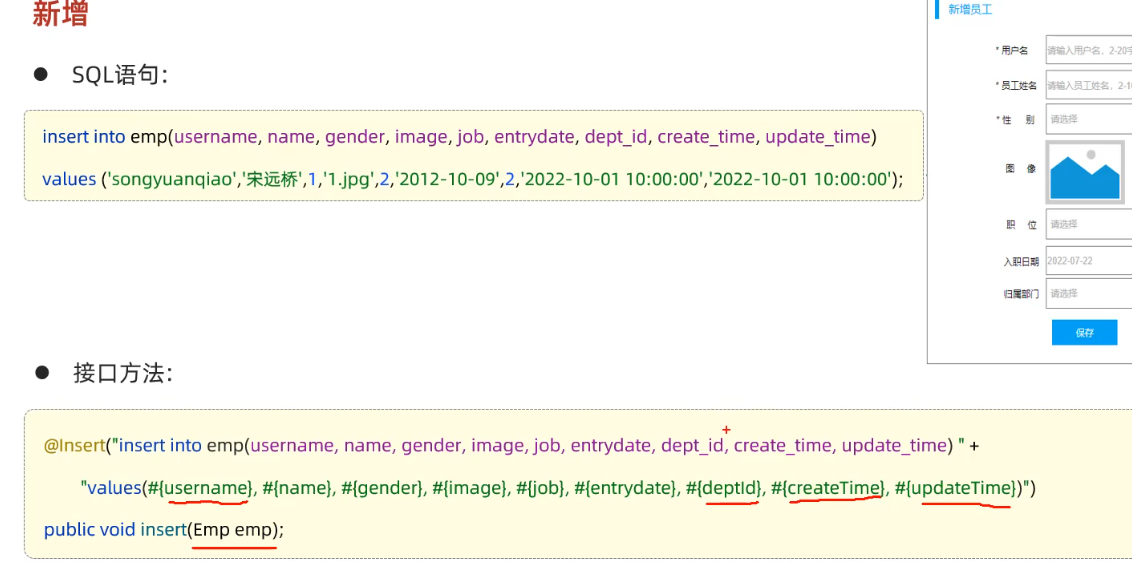 新增
● SQL语句：
insert into emp(username, name, gender, image, job, entrydate, dept_id, create_time, update_time)
values ('songyuanqiao','宋远桥',1,'1.jpg',2,'2012-10-09',2,'2022-10-01 10:00:00','2022-10-01 10:00:00');
新增员工
* 用户名 请输入用户名，2-20字
* 员工姓名 请输入员工姓名，2-10
* 性 别 请选择
图 像
职 位 请选择
入职日期 2022-07-22
归属部门 请选择
保存
● 接口方法：
@Insert("insert into emp(username, name, gender, image, job, entrydate, dept_id, create_time, update_time) " +
"values(#{username}, #{name}, #{gender}, #{image}, #{job}, #{entrydate}, #{deptId}, #{createTime}, #{updateTime})")
public void insert(Emp emp);